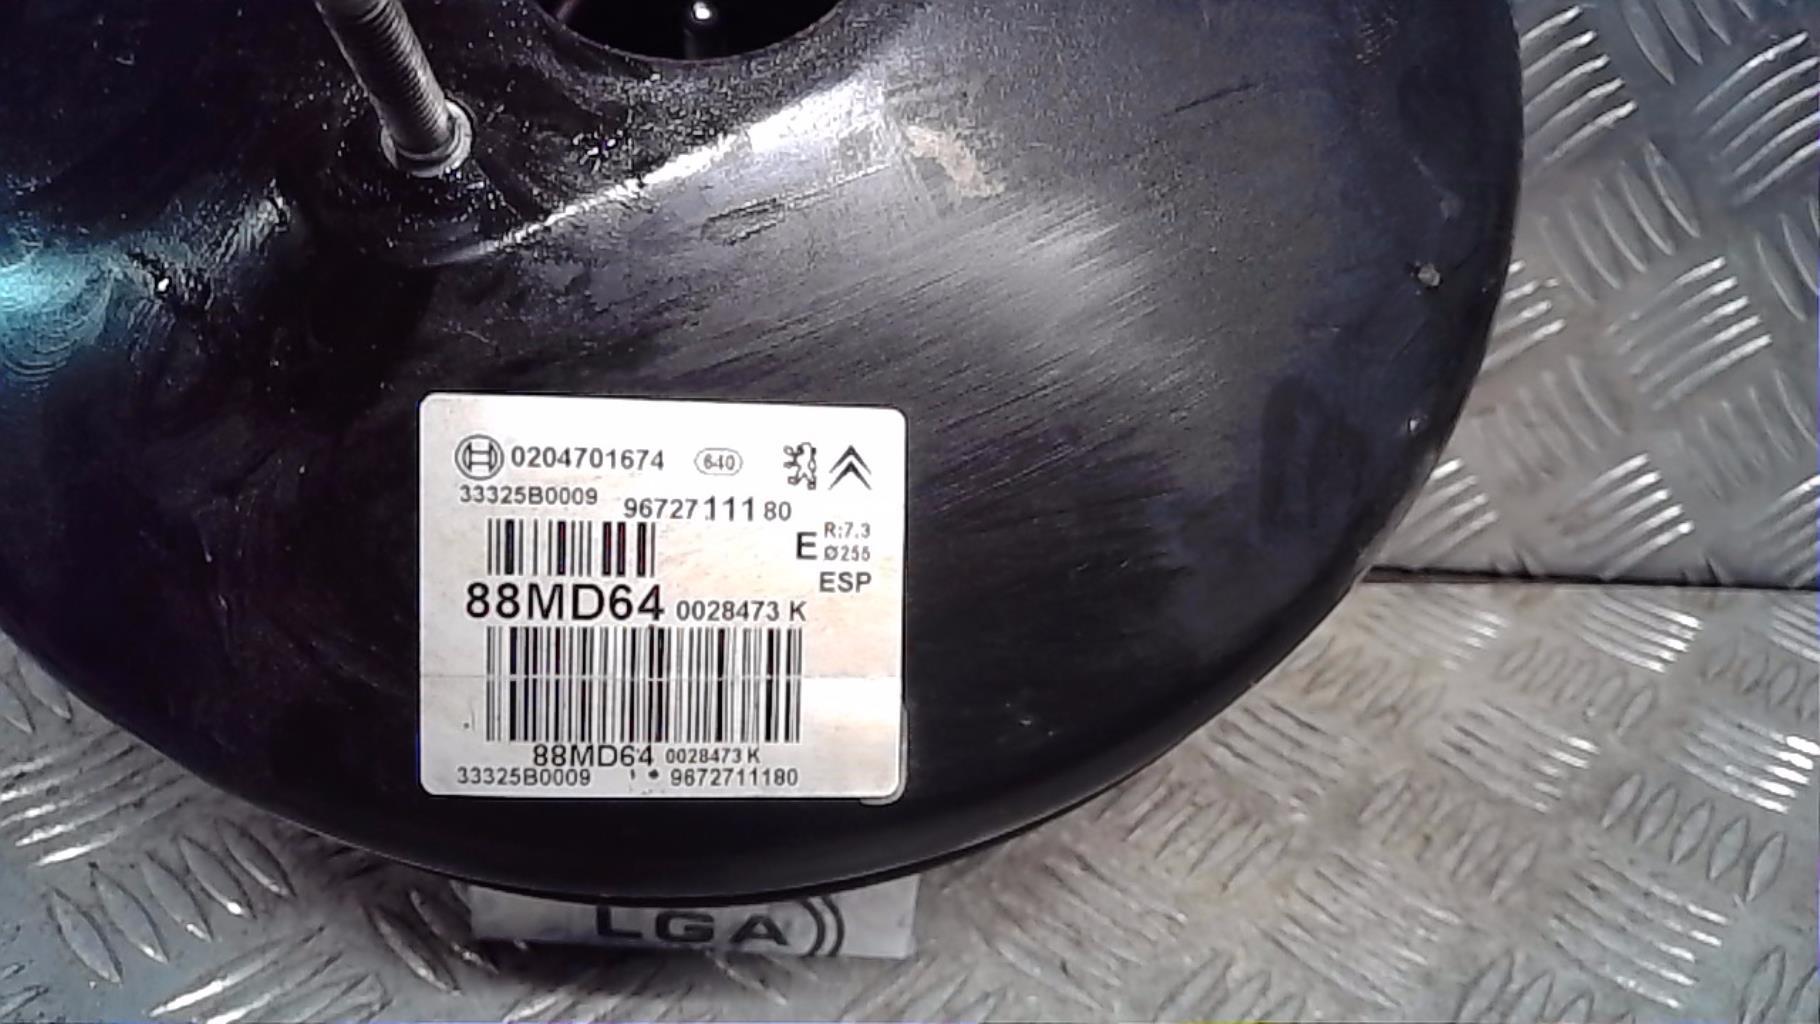 0204701674 640
33325B0009 9672711180
E R:7.3
Ø255
ESP
88MD64 0028473 K
88MD64 0028473 K
33325B0009 9672711180
LGA